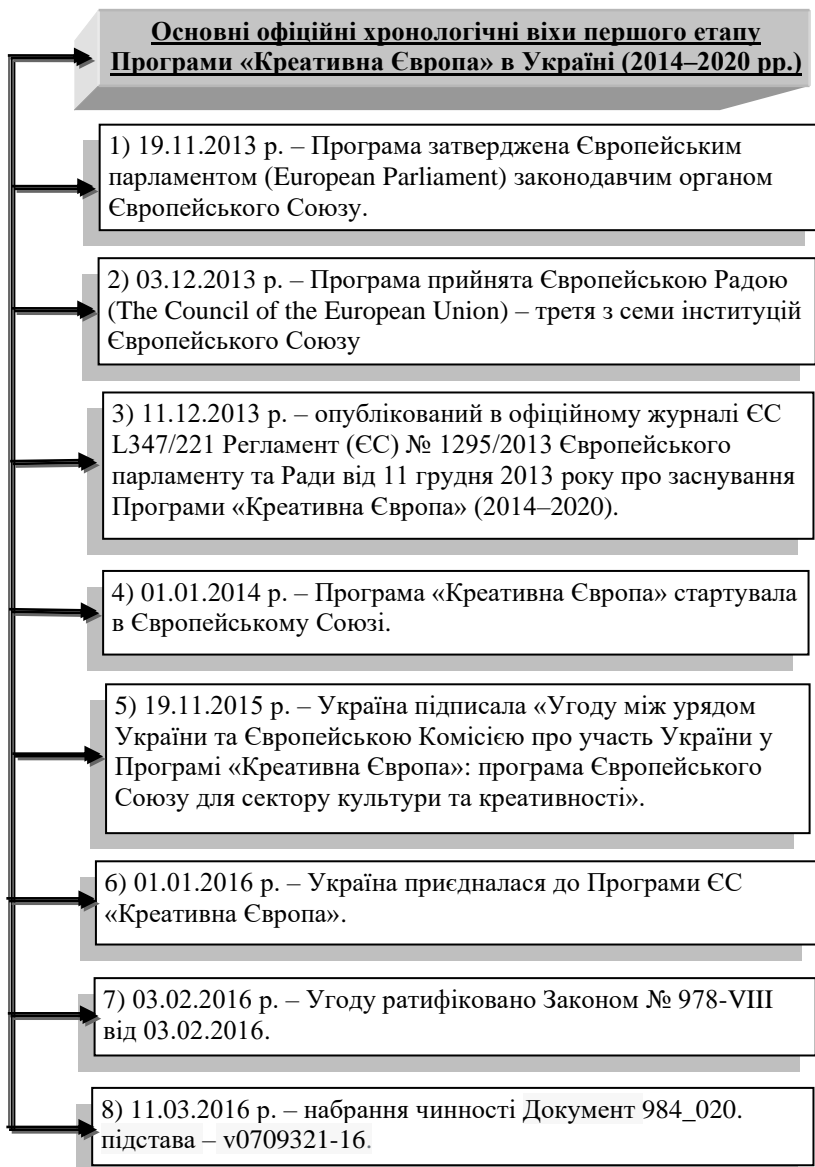 Основні офіційні хронологічні віхи першого етапу
Програми «Креативна Європа» в Україні (2014–2020 рр.)
1) 19.11.2013 р. – Програма затверджена Європейським
парламентом (European Parliament) законодавчим органом
Європейського Союзу.
2) 03.12.2013 р. – Програма прийнята Європейською Радою
(The Council of the European Union) – третя з семи інституцій
Європейського Союзу
3) 11.12.2013 р. – опублікований в офіційному журналі ЄС
L347/221 Регламент (ЄС) № 1295/2013 Європейського
парламенту та Ради від 11 грудня 2013 року про заснування
Програми «Креативна Європа» (2014–2020).
4) 01.01.2014 р. – Програма «Креативна Європа» стартувала
в Європейському Союзі.
5) 19.11.2015 р. – Україна підписала «Угоду між урядом
України та Європейською Комісією про участь України у
Програмі «Креативна Європа»: програма Європейського
Союзу для сектору культури та креативності».
6) 01.01.2016 р. – Україна приєдналася до Програми ЄС
«Креативна Європа».
7) 03.02.2016 р. – Угоду ратифіковано Законом № 978-VIII
від 03.02.2016.
8) 11.03.2016 р. – набрання чинності Документ 984_020.
підстава – v0709321-16.